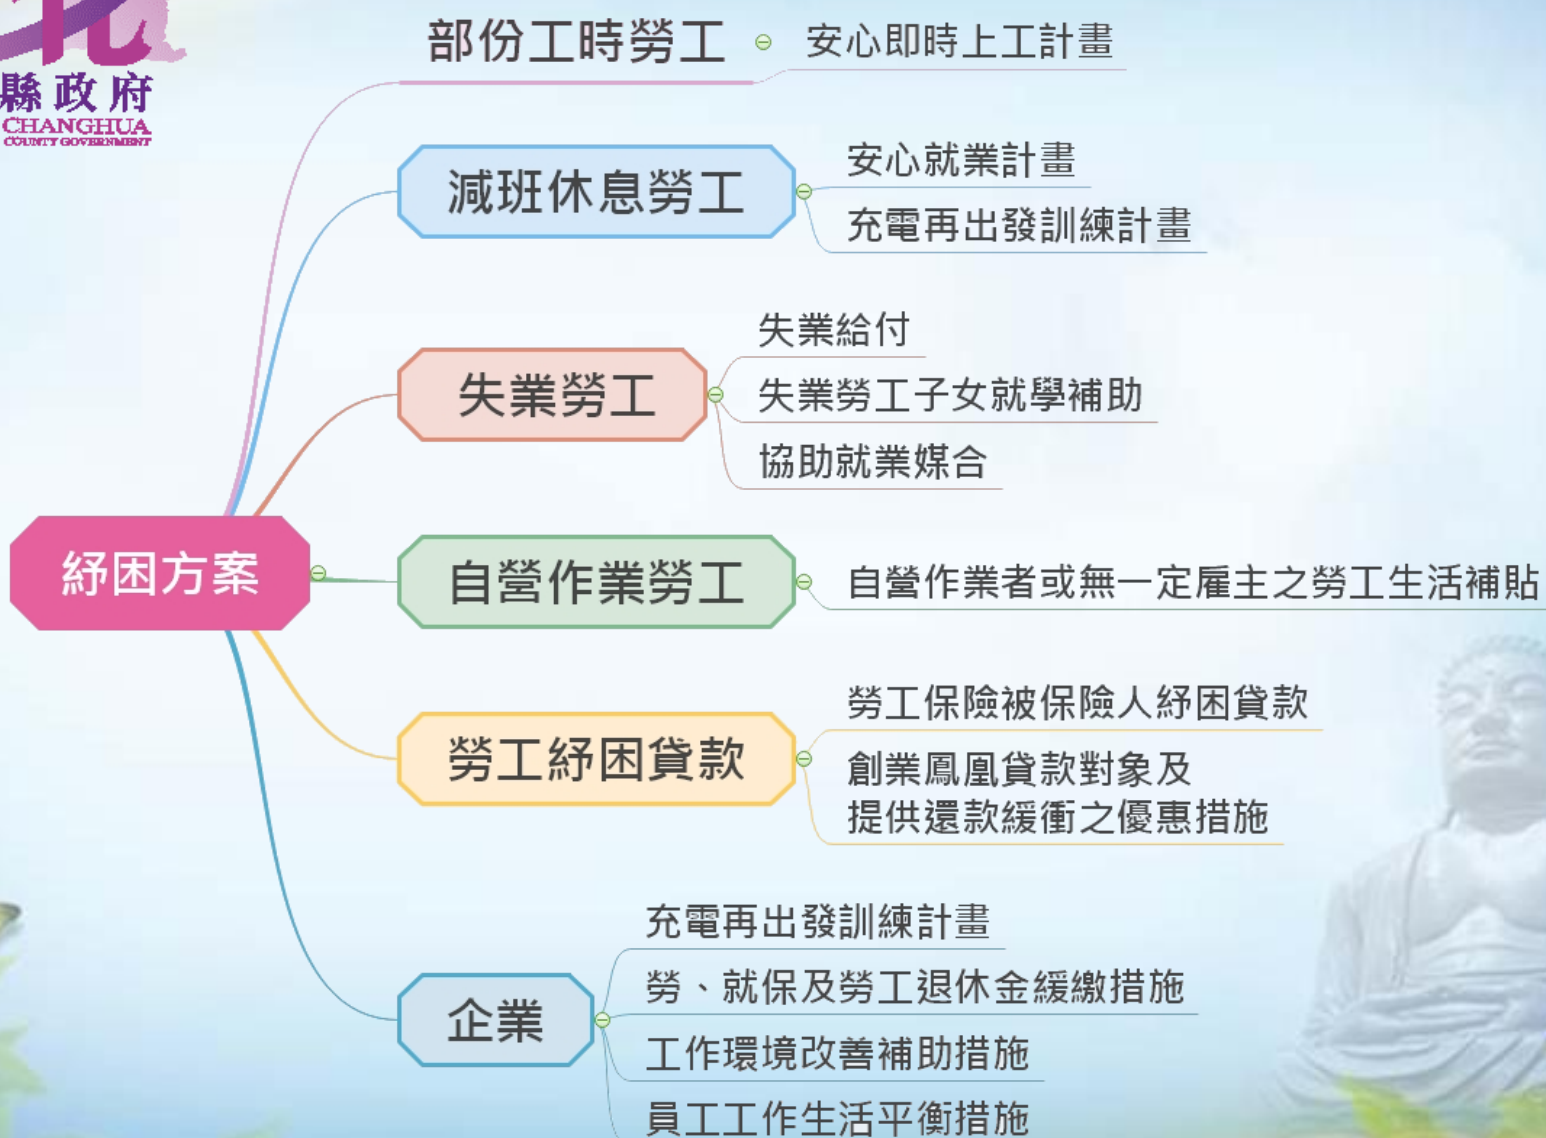 縣政府
CHANGHUA
COUNTY GOVERNMENT
部份工時勞工
安心即時上工計畫
減班休息勞工
安心就業計畫
充電再出發訓練計畫
失業勞工
失業給付
失業勞工子女就學補助
協助就業媒合
紓困方案
自營作業勞工
自營作業者或無一定雇主之勞工生活補貼
勞工紓困貸款
勞工保險被保險人紓困貸款
創業鳳凰貸款對象及
提供還款緩衝之優惠措施
企業
充電再出發訓練計畫
勞、就保及勞工退休金緩繳措施
工作環境改善補助措施
員工工作生活平衡措施